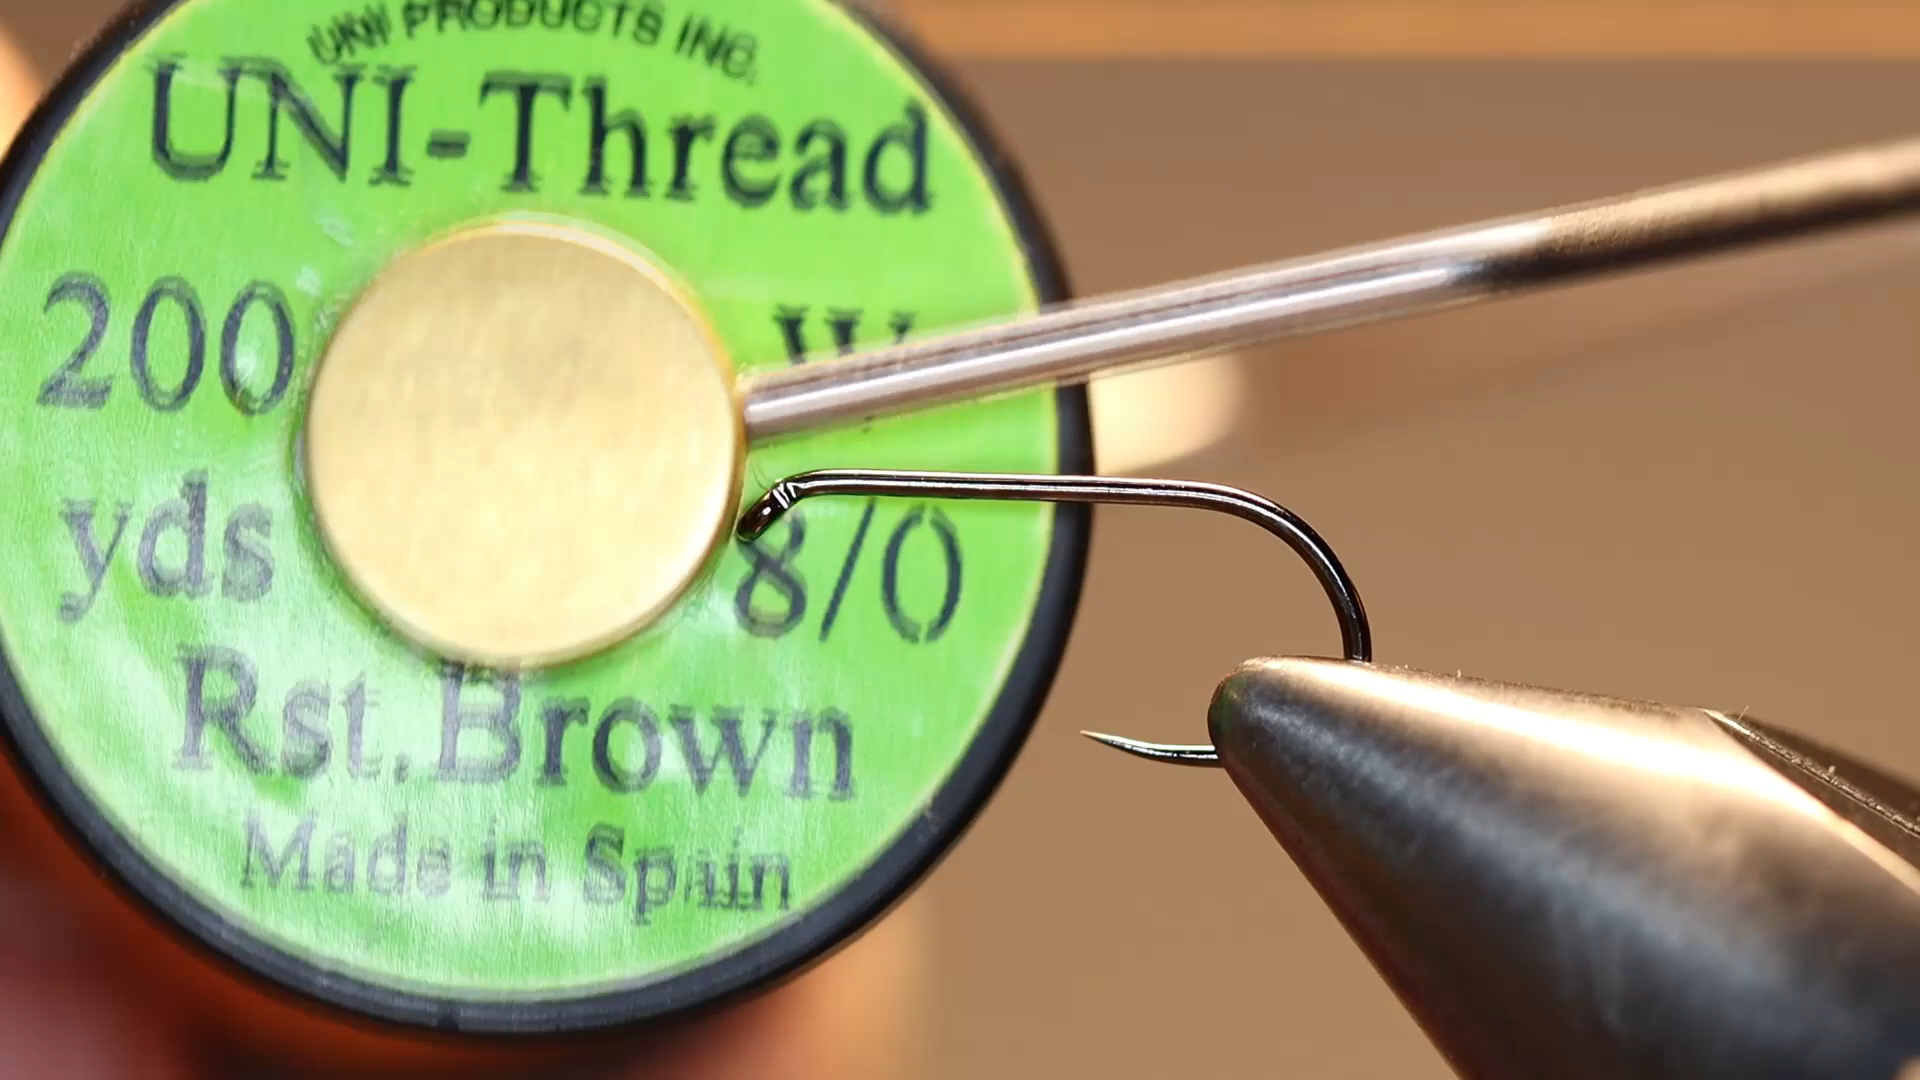 UNI PRODUCTS INC.
UNI-Thread
200 W
yds 8/0
Rst.Brown
Made in Spain